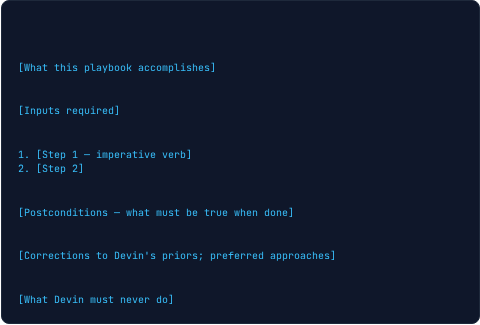 [What this playbook accomplishes]
[Inputs required]
1. [Step 1 — imperative verb]
2. [Step 2]
[Postconditions — what must be true when done]
[Corrections to Devin's priors; preferred approaches]
[What Devin must never do]